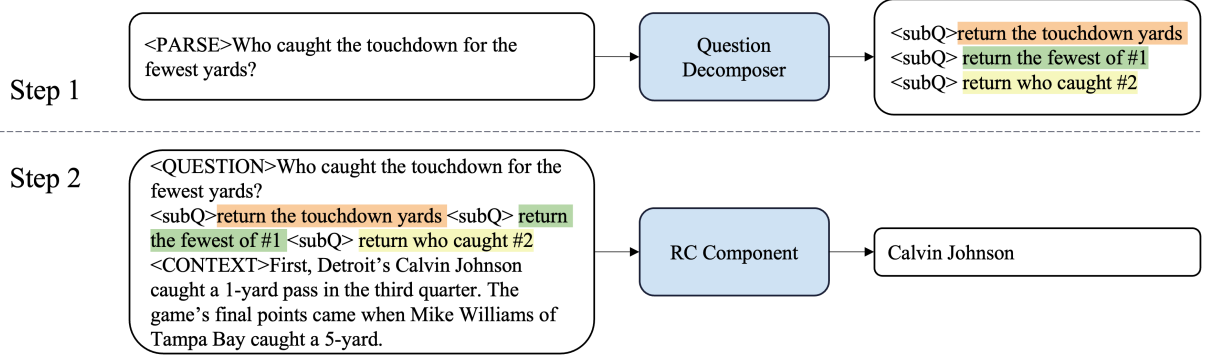 Step 1
<PARSE>Who caught the touchdown for the
fewest yards?
Question
Decomposer
<subQ>return the touchdown yards
<subQ> return the fewest of #1
<subQ> return who caught #2
Step 2
<QUESTION>Who caught the touchdown for the
fewest yards?
<subQ>return the touchdown yards <subQ> return
the fewest of #1 <subQ> return who caught #2
<CONTEXT>First, Detroit’s Calvin Johnson
caught a 1-yard pass in the third quarter. The
game’s final points came when Mike Williams of
Tampa Bay caught a 5-yard.
RC Component
Calvin Johnson